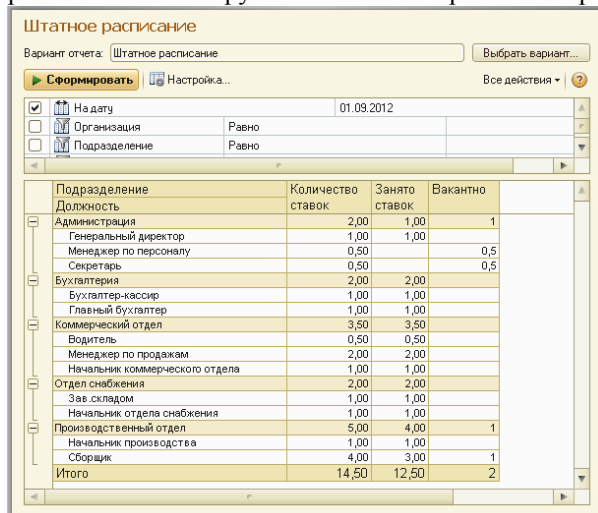 Штатное расписание
Вариант отчета: Штатное расписание Выбрать вариант...
Сформировать Настройка... Все действия ?
На дату 01.09.2012
Организация Равно
Подразделение Равно
Подразделение Количество ставок Занято ставок Вакантно
Должность
Администрация 2,00 1,00 1
Генеральный директор 1,00 1,00
Менеджер по персоналу 0,50 0,5
Секретарь 0,50 0,5
Бухгалтерия 2,00 2,00
Бухгалтер-кассир 1,00 1,00
Главный бухгалтер 1,00 1,00
Коммерческий отдел 3,50 3,50
Водитель 0,50 0,50
Менеджер по продажам 2,00 2,00
Начальник коммерческого отдела 1,00 1,00
Отдел снабжения 2,00 2,00
Зав.складом 1,00 1,00
Начальник отдела снабжения 1,00 1,00
Производственный отдел 5,00 4,00 1
Начальник производства 1,00 1,00
Сборщик 4,00 3,00 1
Итого 14,50 12,50 2